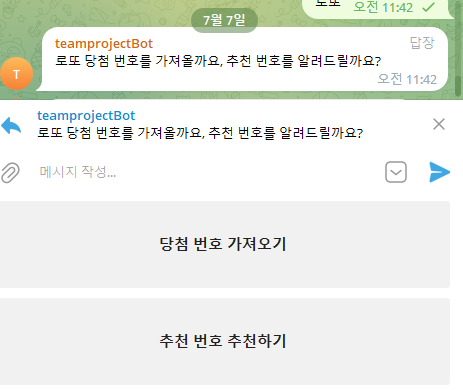 로또 오전 11:42
7월 7일
teamprojectBot 답장
로또 당첨 번호를 가져올까요, 추천 번호를 알려드릴까요?
T
오전 11:42
teamprojectBot
로또 당첨 번호를 가져올까요, 추천 번호를 알려드릴까요?
메시지 작성...
당첨 번호 가져오기
추천 번호 추천하기